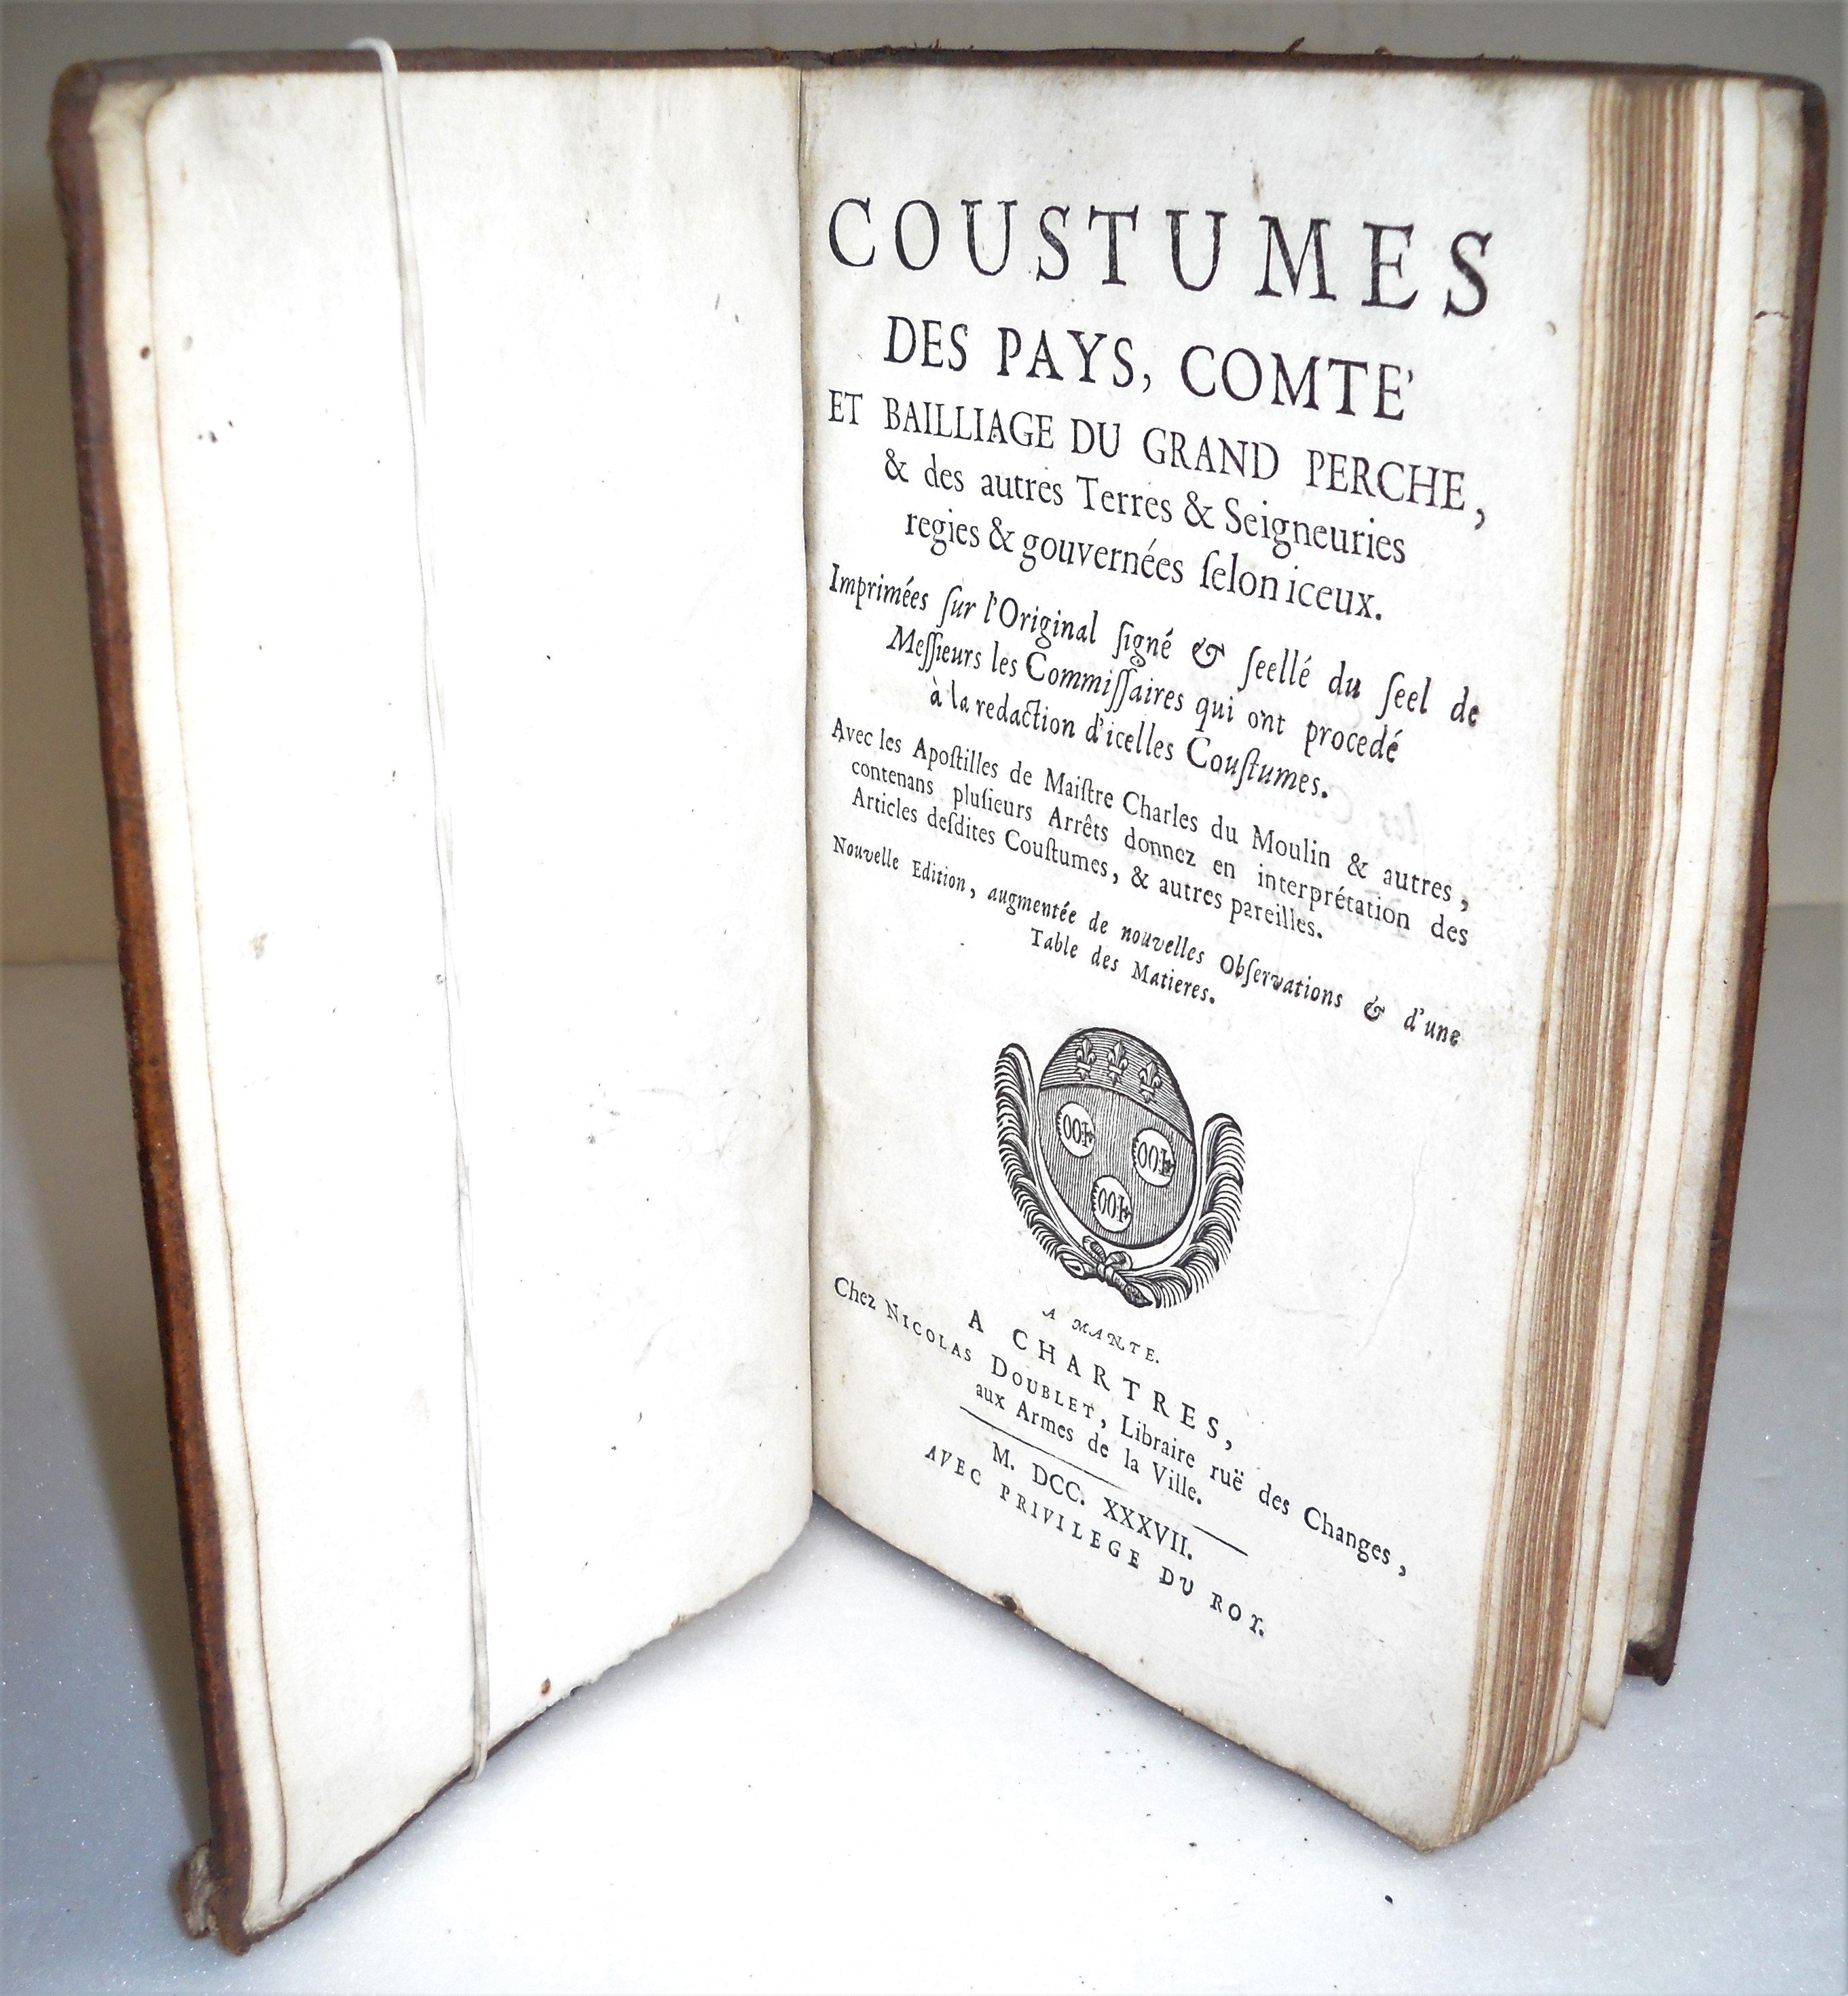 COUSTUMES
DES PAYS, COMTE'
ET BAILLIAGE DU GRAND PERCHE,
& des autres Terres & Seigneuries
regies & gouvernées ſelon iceux.
Imprimées ſur l'Original ſigné & ſeellé du ſeel de
Meſſieurs les Commiſſaires qui ont procedé
à la redaction d'icelles Couſtumes.
Avec les Apoſtilles de Maiſtre Charles du Moulin & autres,
contenans pluſieurs Arrêts donnez en interprétation des
Articles deſdites Couſtumes, & autres pareilles.
Nouvelle Edition, augmentée de nouvelles Obſervations & d'une
Table des Matieres.
A MANTE.
A CHARTRES,
Chez NICOLAS DOUBLET, Libraire ruë des Changes,
aux Armes de la Ville.
M. DCC. XXXVII.
AVEC PRIVILEGE DU ROY.